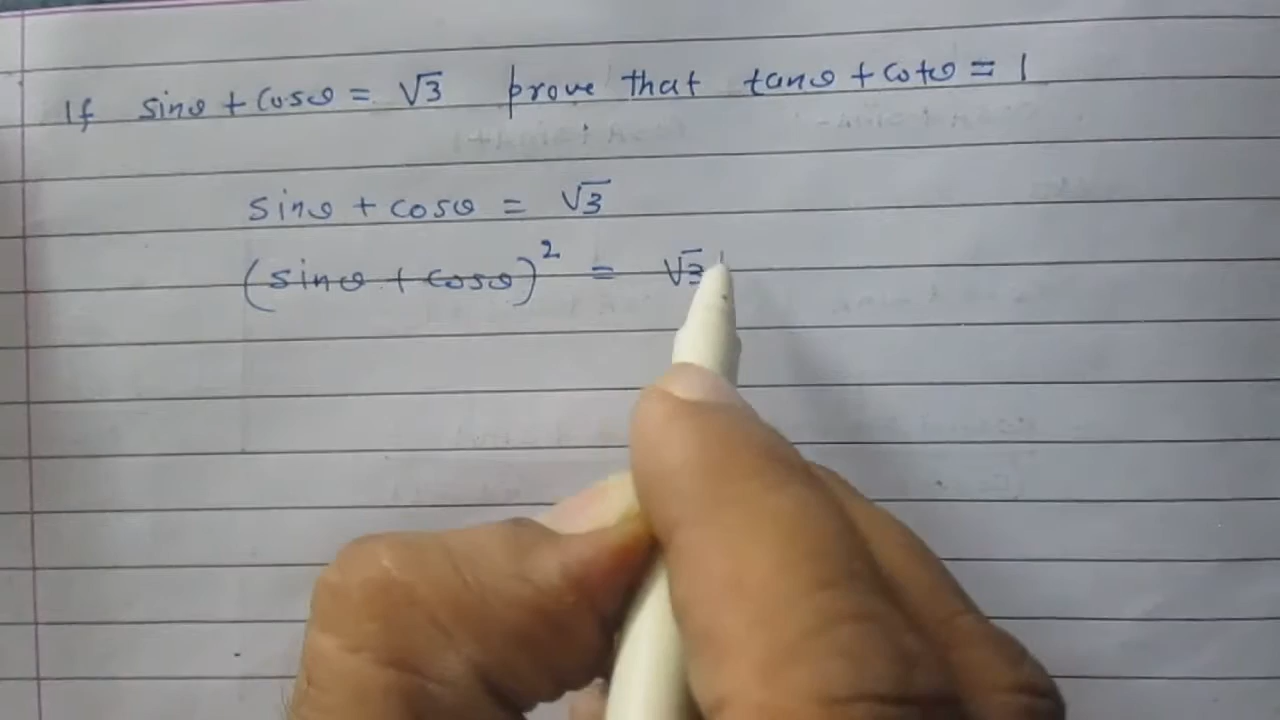 If sinθ + cosθ = √3 prove that tanθ + cotθ = 1
sinθ + cosθ = √3
(sinθ + cosθ)² = √3